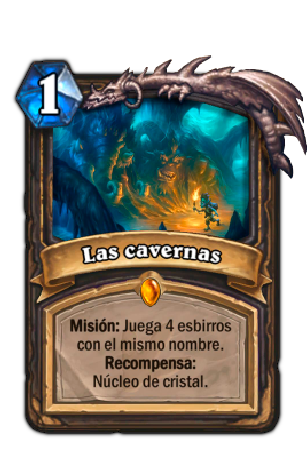 1
Las cavernas
Misión: Juega 4 esbirros
con el mismo nombre.
Recompensa:
Núcleo de cristal.